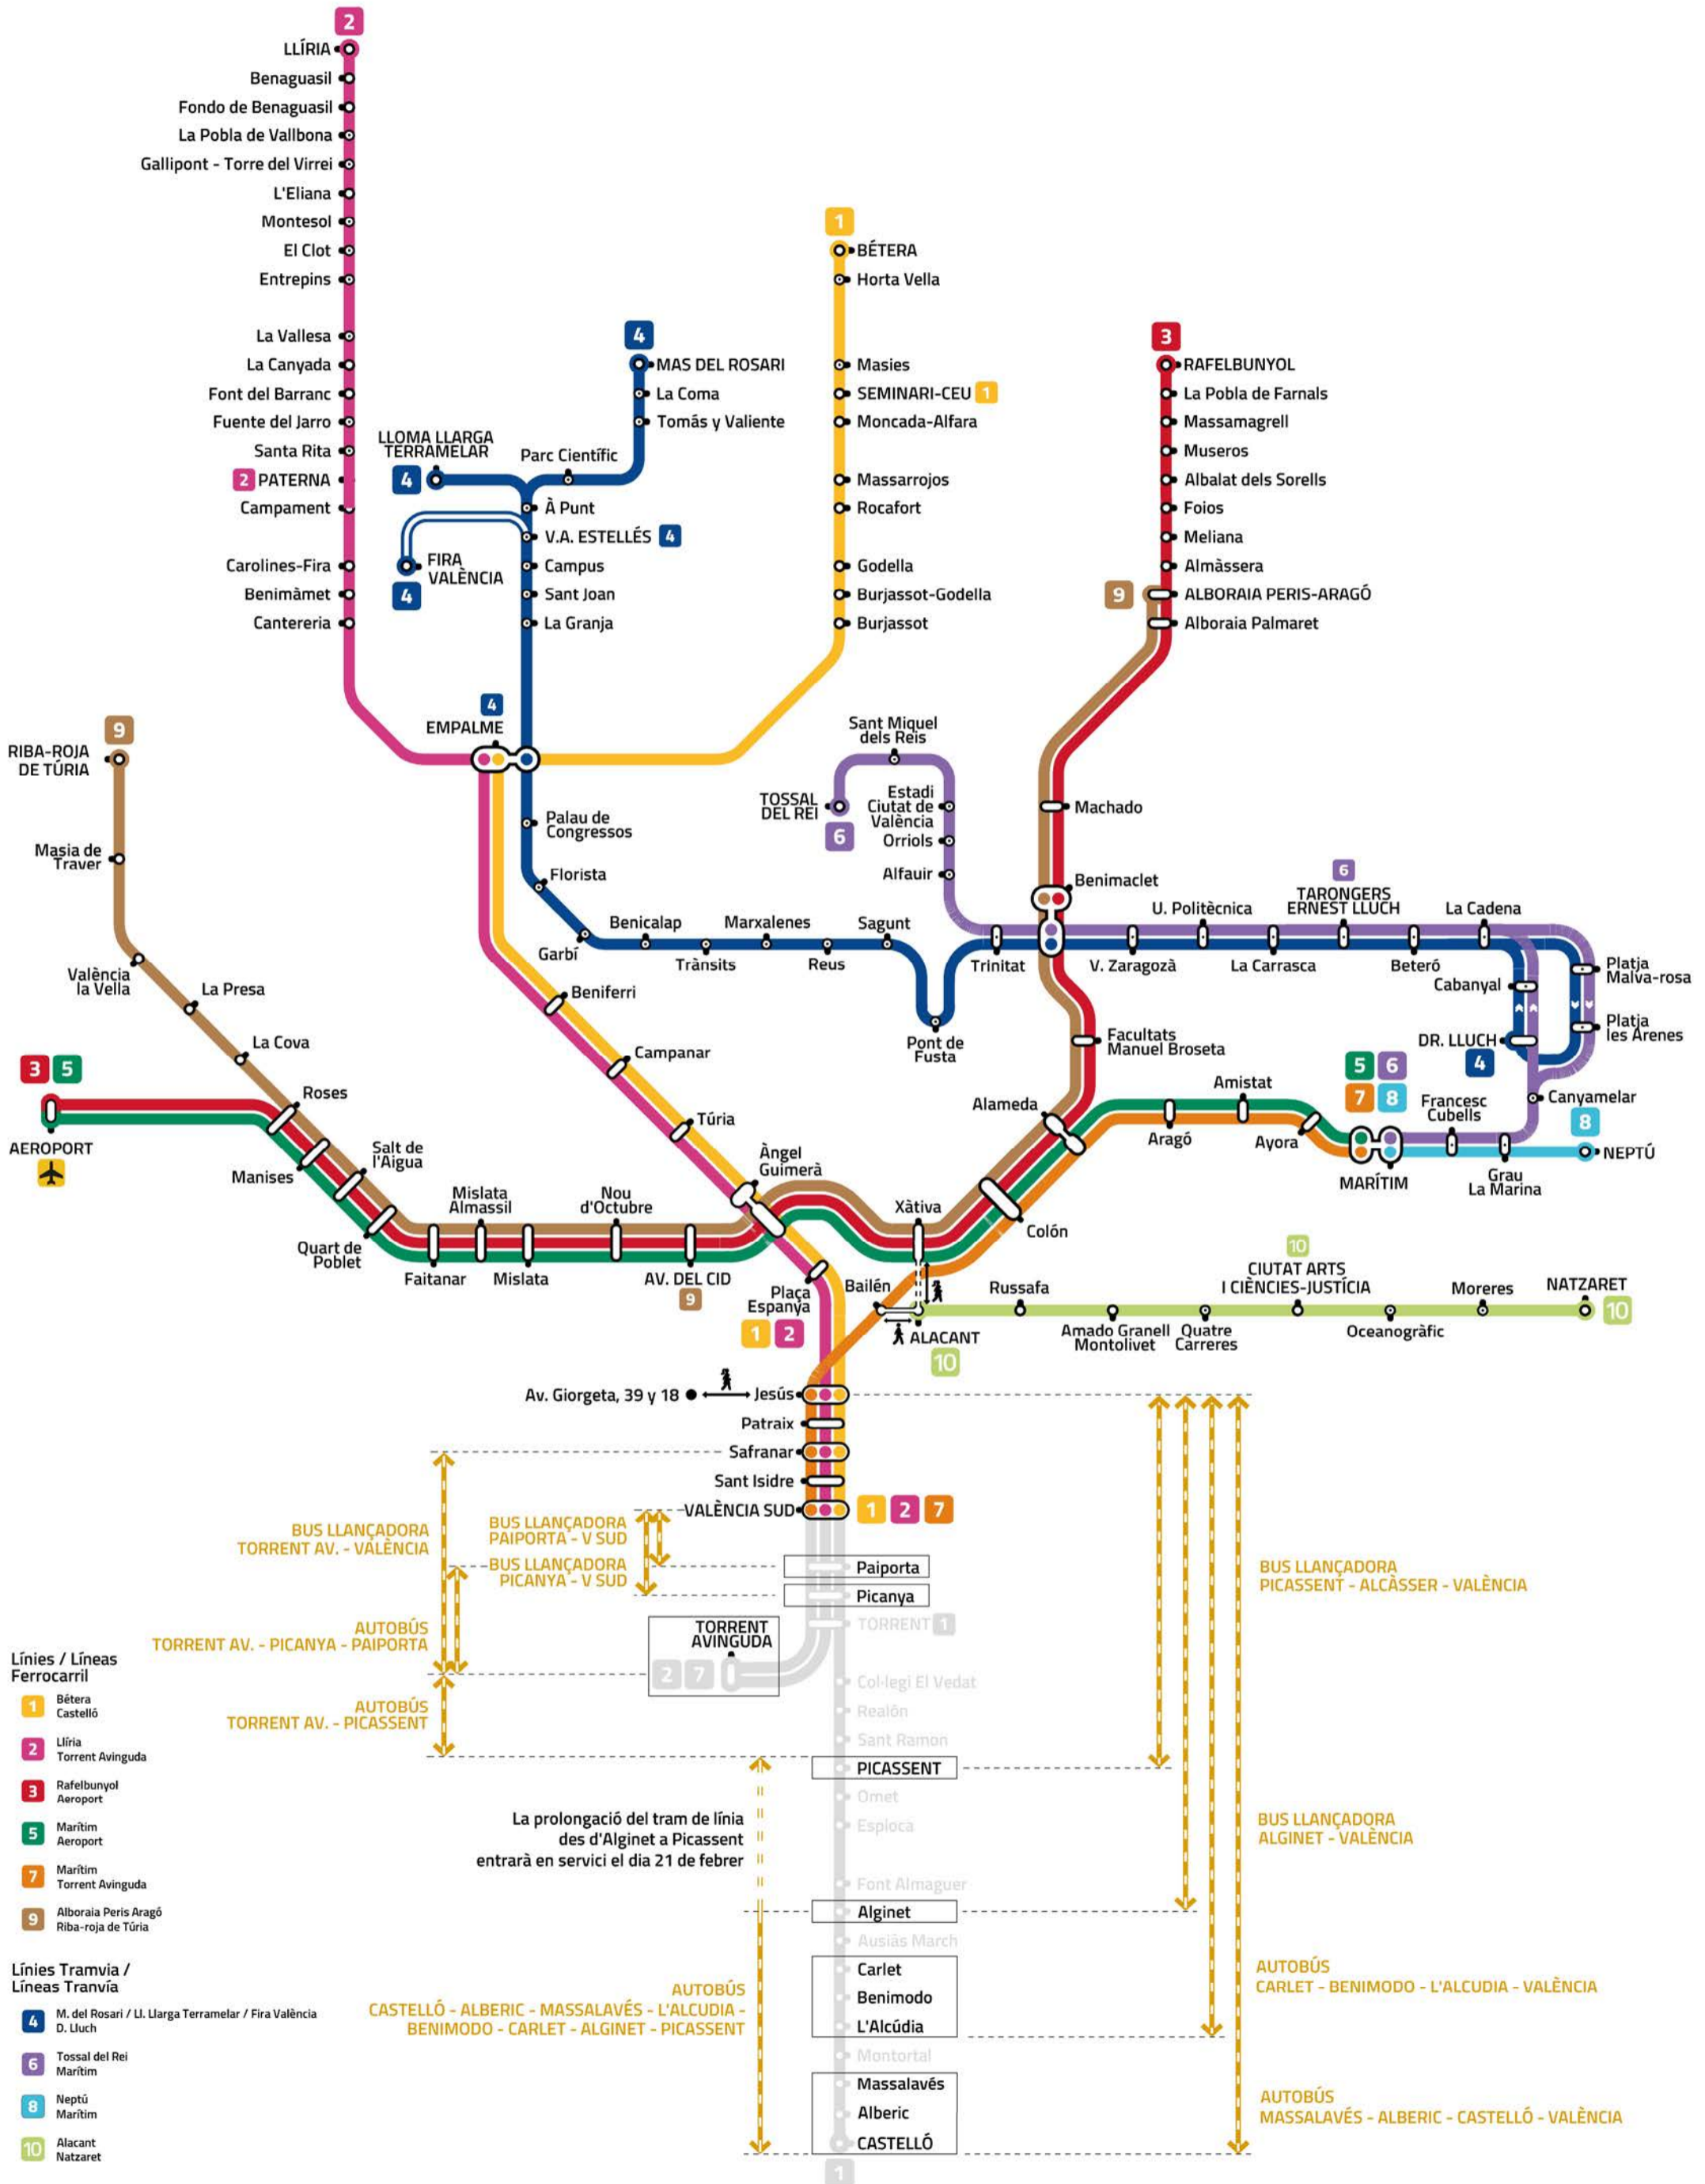 2
LLÍRIA
Benaguasil
Fondo de Benaguasil
La Pobla de Vallbona
Gallipont - Torre del Virrei
L'Eliana
Montesol
El Clot
Entrepins
La Vallesa
La Canyada
Font del Barranc
Fuente del Jarro
Santa Rita
2 PATERNA
Campament
Carolines-Fira
Benimàmet
Cantereria
4
MAS DEL ROSARI
La Coma
Tomás y Valiente
Parc Científic
LLOMA LLARGA
TERRAMELAR
4
À Punt
V.A. ESTELLÉS 4
FIRA
VALÈNCIA
4
Campus
Sant Joan
La Granja
1
BÉTERA
Horta Vella
Masies
SEMINARI-CEU 1
Moncada-Alfara
Massarrojos
Rocafort
Godella
Burjassot-Godella
Burjassot
3
RAFELBUNYOL
La Pobla de Farnals
Massamagrell
Museros
Albalat dels Sorells
Foios
Meliana
Almàssera
9 ALBORAIA PERIS-ARAGÓ
Alboraia Palmaret
4
EMPALME
9
RIBA-ROJA
DE TÚRIA
Masia de
Traver
València
la Vella
La Presa
La Cova
Roses
3 5
AEROPORT
Manises
Salt de
l'Aigua
Quart de
Poblet
Faitanar
Mislata
Almassil
Mislata
Nou
d'Octubre
AV. DEL CID
9
Palau de
Congressos
Florista
Garbí
Benicalap
Trànsits
Marxalenes
Reus
Sagunt
Pont de
Fusta
Sant Miquel
dels Reis
TOSSAL
DEL REI
6
Estadi
Ciutat de
València
Orriols
Alfauir
Machado
Benimaclet
Trinitat
V. Zaragozà
U. Politècnica
La Carrasca
6
TARONGERS
ERNEST LLUCH
Beteró
La Cadena
Cabanyal
Platja
Malva-rosa
Platja
les Arenes
DR. LLUCH
4
Canyamelar
Facultats
Manuel Broseta
Beniferri
Campanar
Túria
Àngel
Guimerà
Alameda
Aragó
Amistat
Ayora
5 6
7 8
MARÍTIM
Francesc
Cubells
Grau
La Marina
8
NEPTÚ
Xàtiva
Colón
Plaça
Espanya
1 2
Bailén
ALACANT
10
Russafa
Amado Granell
Montolivet
Quatre
Carreres
10
CIUTAT ARTS
I CIÈNCIES-JUSTÍCIA
Oceanogràfic
Moreres
NATZARET
10
Av. Giorgeta, 39 y 18
Jesús
Patraix
Safranar
Sant Isidre
VALÈNCIA SUD
1 2 7
BUS LLANÇADORA
TORRENT AV. - VALÈNCIA
BUS LLANÇADORA
PAIPORTA - V SUD
BUS LLANÇADORA
PICANYA - V SUD
Paiporta
Picanya
TORRENT 1
TORRENT
AVINGUDA
2 7
AUTOBÚS
TORRENT AV. - PICANYA - PAIPORTA
AUTOBÚS
TORRENT AV. - PICASSENT
BUS LLANÇADORA
PICASSENT - ALCÀSSER - VALÈNCIA
Col·legi El Vedat
Realón
Sant Ramon
PICASSENT
Omet
Espioca
Font Almaguer
Alginet
Ausiàs March
Carlet
Benimodo
L'Alcúdia
Montortal
Massalavés
Alberic
CASTELLÓ
1
La prolongació del tram de línia
des d'Alginet a Picassent
entrarà en servici el dia 21 de febrer
BUS LLANÇADORA
ALGINET - VALÈNCIA
AUTOBÚS
CASTELLÓ - ALBERIC - MASSALAVÉS - L'ALCUDIA -
BENIMODO - CARLET - ALGINET - PICASSENT
AUTOBÚS
CARLET - BENIMODO - L'ALCUDIA - VALÈNCIA
AUTOBÚS
MASSALAVÉS - ALBERIC - CASTELLÓ - VALÈNCIA
Línies / Líneas
Ferrocarril
1 Bétera
Castelló
2 Llíria
Torrent Avinguda
3 Rafelbunyol
Aeroport
5 Marítim
Aeroport
7 Marítim
Torrent Avinguda
9 Alboraia Peris Aragó
Riba-roja de Túria
Línies Tramvia /
Líneas Tranvía
4 M. del Rosari / Ll. Llarga Terramelar / Fira València
D. Lluch
6 Tossal del Rei
Marítim
8 Neptú
Marítim
10 Alacant
Natzaret